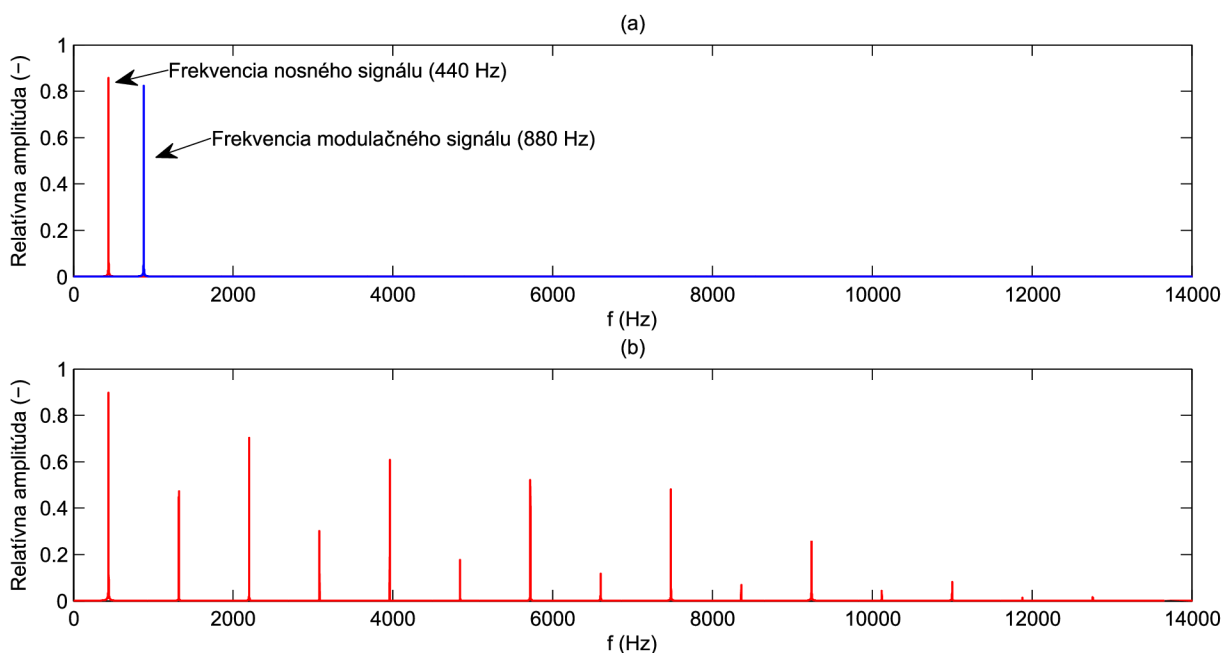 (a)
Relatívna amplitúda (−)
1
0.8
0.6
0.4
0.2
0
Frekvencia nosného signálu (440 Hz)
Frekvencia modulačného signálu (880 Hz)
0 2000 4000 6000 8000 10000 12000 14000
f (Hz)
(b)
Relatívna amplitúda (−)
1
0.8
0.6
0.4
0.2
0
0 2000 4000 6000 8000 10000 12000 14000
f (Hz)